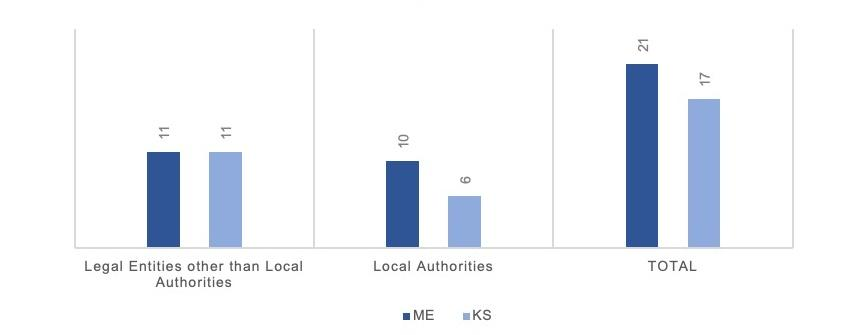 11
11
10
6
21
17
Legal Entities other than Local
Authorities
Local Authorities
TOTAL
ME
KS